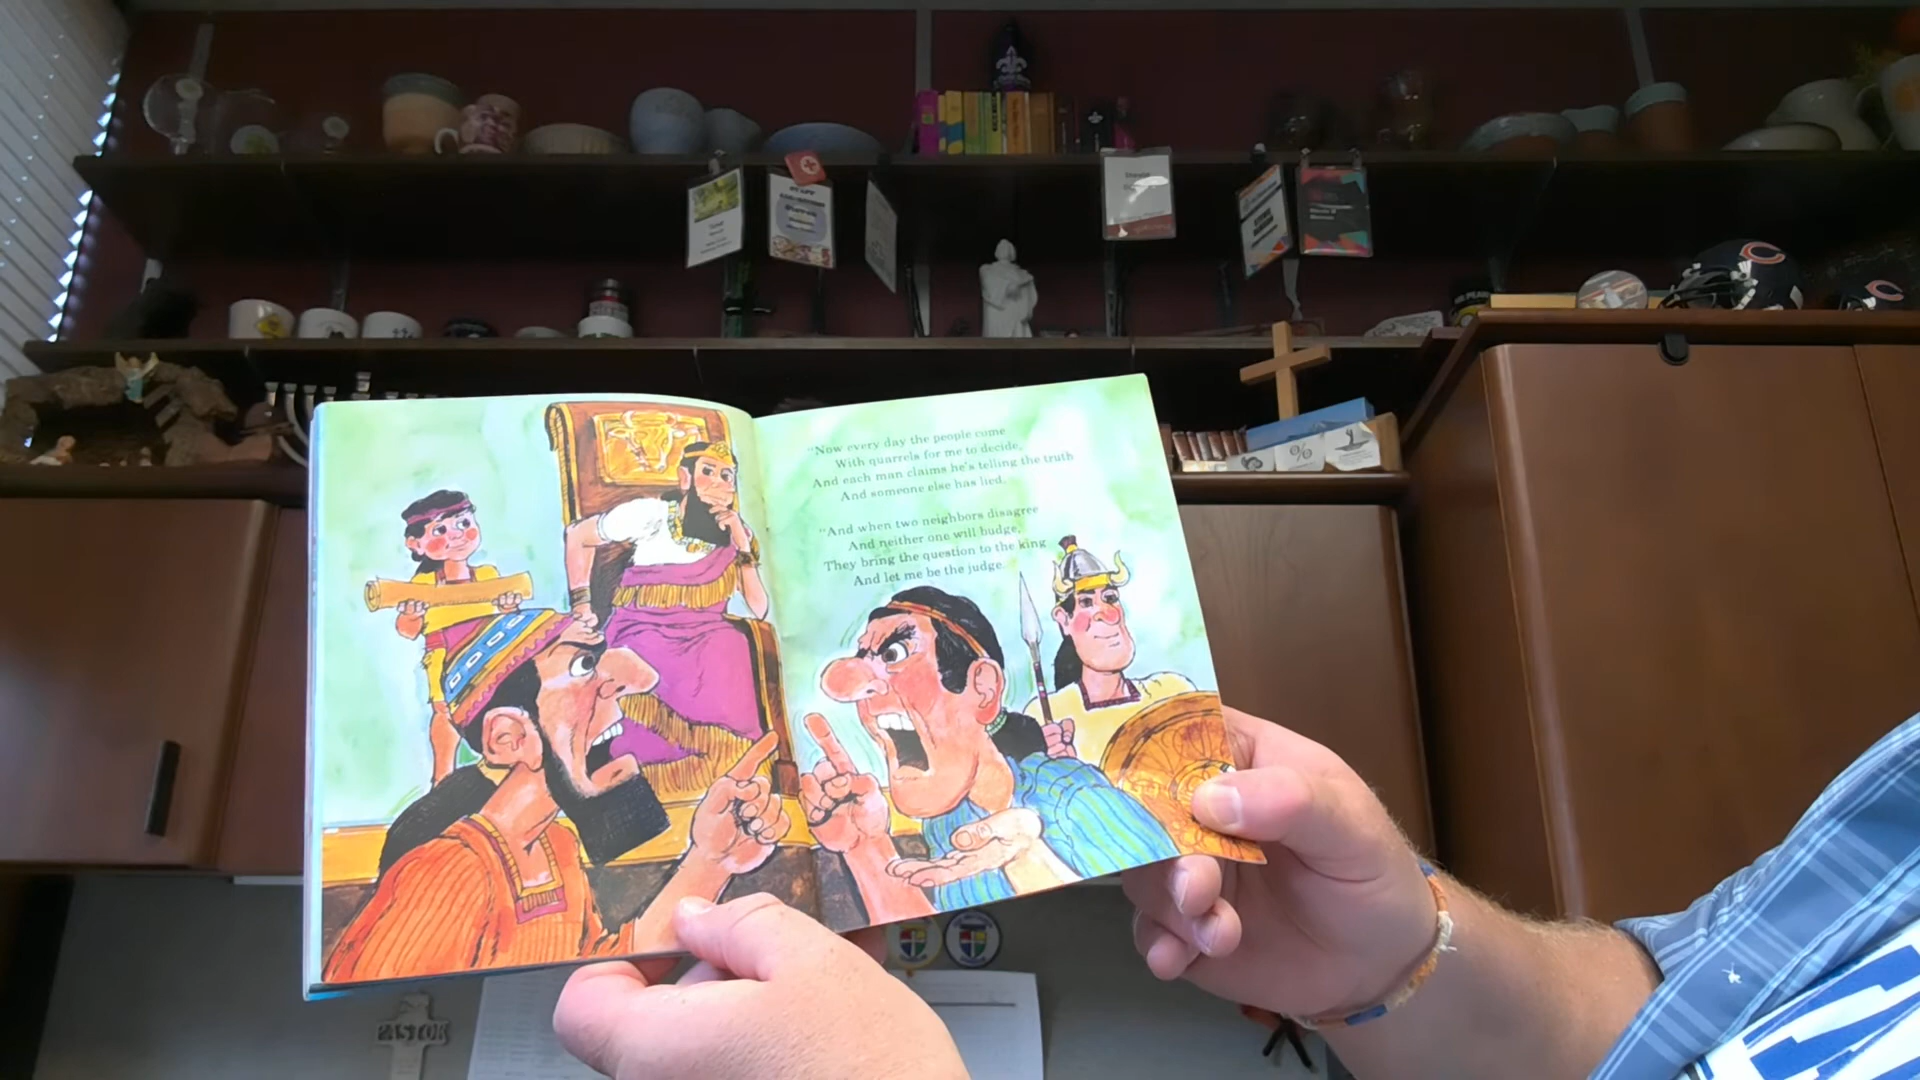 "Now every day the people come
With quarrels for me to decide,
And each man claims he's telling the truth
And someone else has lied.
"And when two neighbors disagree
And neither one will budge,
They bring the question to the king
And let me be the judge.
PASTOR